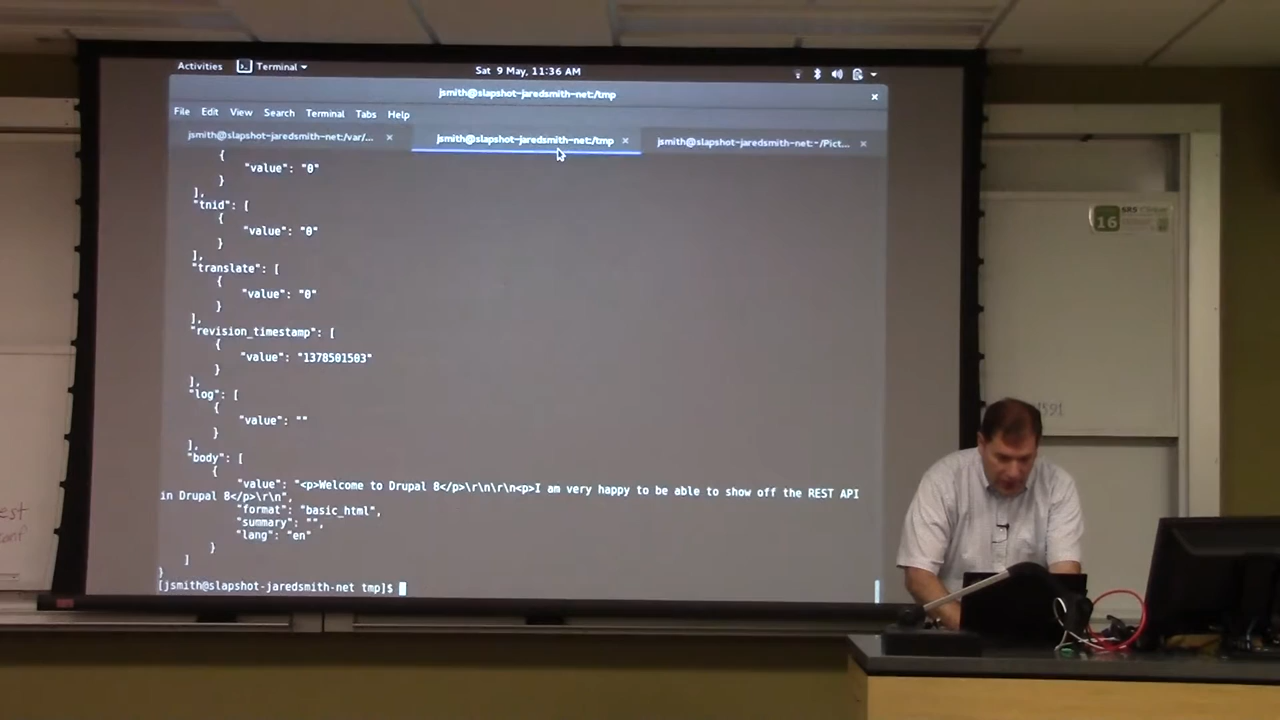 Activities Terminal Sat 9 May, 11:36 AM
jsmith@slapshot-jaredsmith-net:/tmp
File Edit View Search Terminal Tabs Help
jsmith@slapshot-jaredsmith-net:/var/... jsmith@slapshot-jaredsmith-net:/tmp jsmith@slapshot-jaredsmith-net:~/Pict...
{
"value": "0"
}
],
"tnid": [
{
"value": "0"
}
],
"translate": [
{
"value": "0"
}
],
"revision_timestamp": [
{
"value": "1378501503"
}
],
"log": [
{
"value": ""
}
],
"body": [
{
"value": "<p>Welcome to Drupal 8</p>\r\n\r\n<p>I am very happy to be able to show off the REST API
in Drupal 8</p>\r\n",
"format": "basic_html",
"summary": "",
"lang": "en"
}
]
}
[jsmith@slapshot-jaredsmith-net tmp]$
16